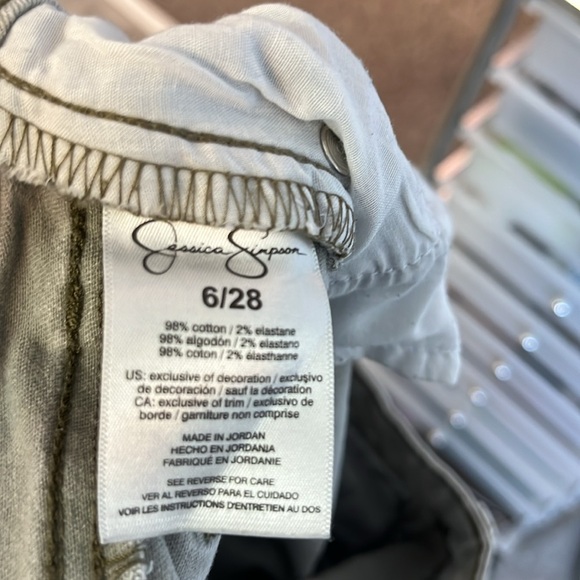 Jessica Simpson
6/28
98% cotton / 2% elastane
98% algodón / 2% elastano
98% coton / 2% élasthanne
US: exclusive of decoration / exclusivo
de decoración / sauf la décoration
CA: exclusive of trim / exclusivo de
borde / garniture non comprise
MADE IN JORDAN
HECHO EN JORDANIA
FABRIQUÉ EN JORDANIE
SEE REVERSE FOR CARE
VER AL REVERSO PARA EL CUIDADO
VOIR LES INSTRUCTIONS D'ENTRETIEN AU DOS